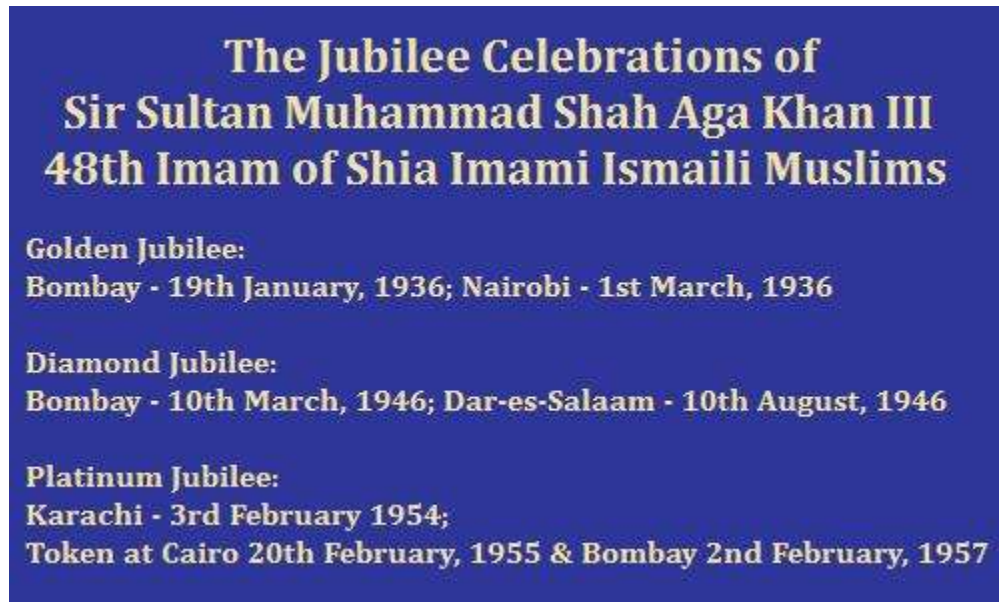 The Jubilee Celebrations of
Sir Sultan Muhammad Shah Aga Khan III
48th Imam of Shia Imami Ismaili Muslims
Golden Jubilee:
Bombay - 19th January, 1936; Nairobi - 1st March, 1936
Diamond Jubilee:
Bombay - 10th March, 1946; Dar-es-Salaam - 10th August, 1946
Platinum Jubilee:
Karachi - 3rd February 1954;
Token at Cairo 20th February, 1955 & Bombay 2nd February, 1957